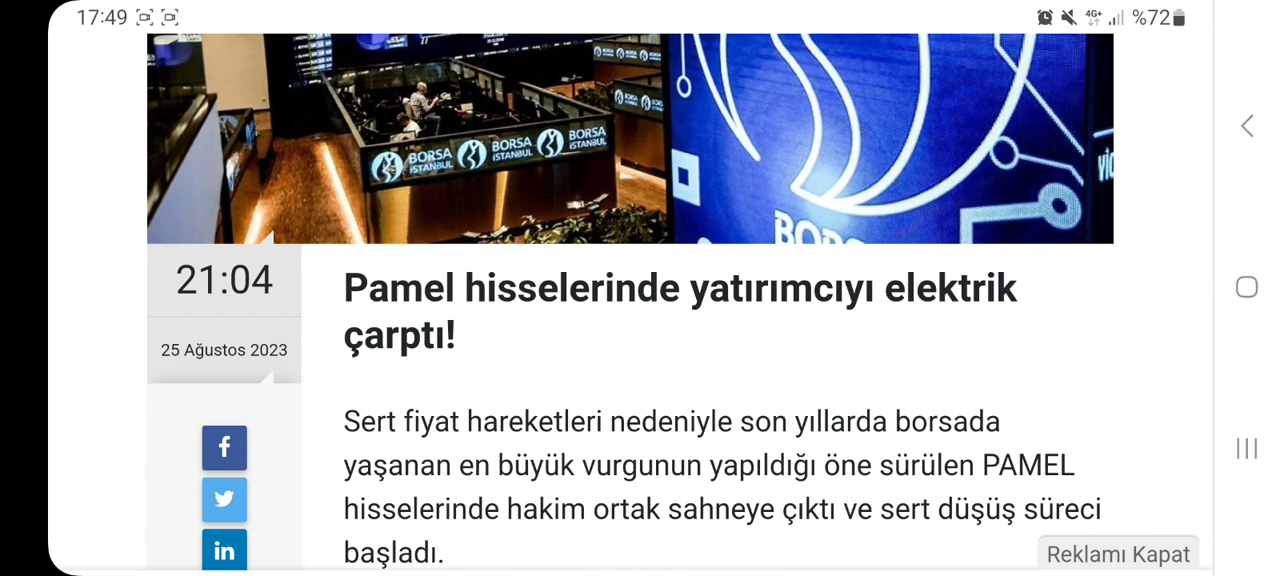 17:49
4G+
%72
BORSA
İSTANBUL
BORSA
İSTANBUL
BORSA
İSTANBUL
21:04
25 Ağustos 2023
Pamel hisselerinde yatırımcıyı elektrik
çarptı!
Sert fiyat hareketleri nedeniyle son yıllarda borsada
yaşanan en büyük vurgunun yapıldığı öne sürülen PAMEL
hisselerinde hakim ortak sahneye çıktı ve sert düşüş süreci
başladı.
f
in
Reklamı Kapat